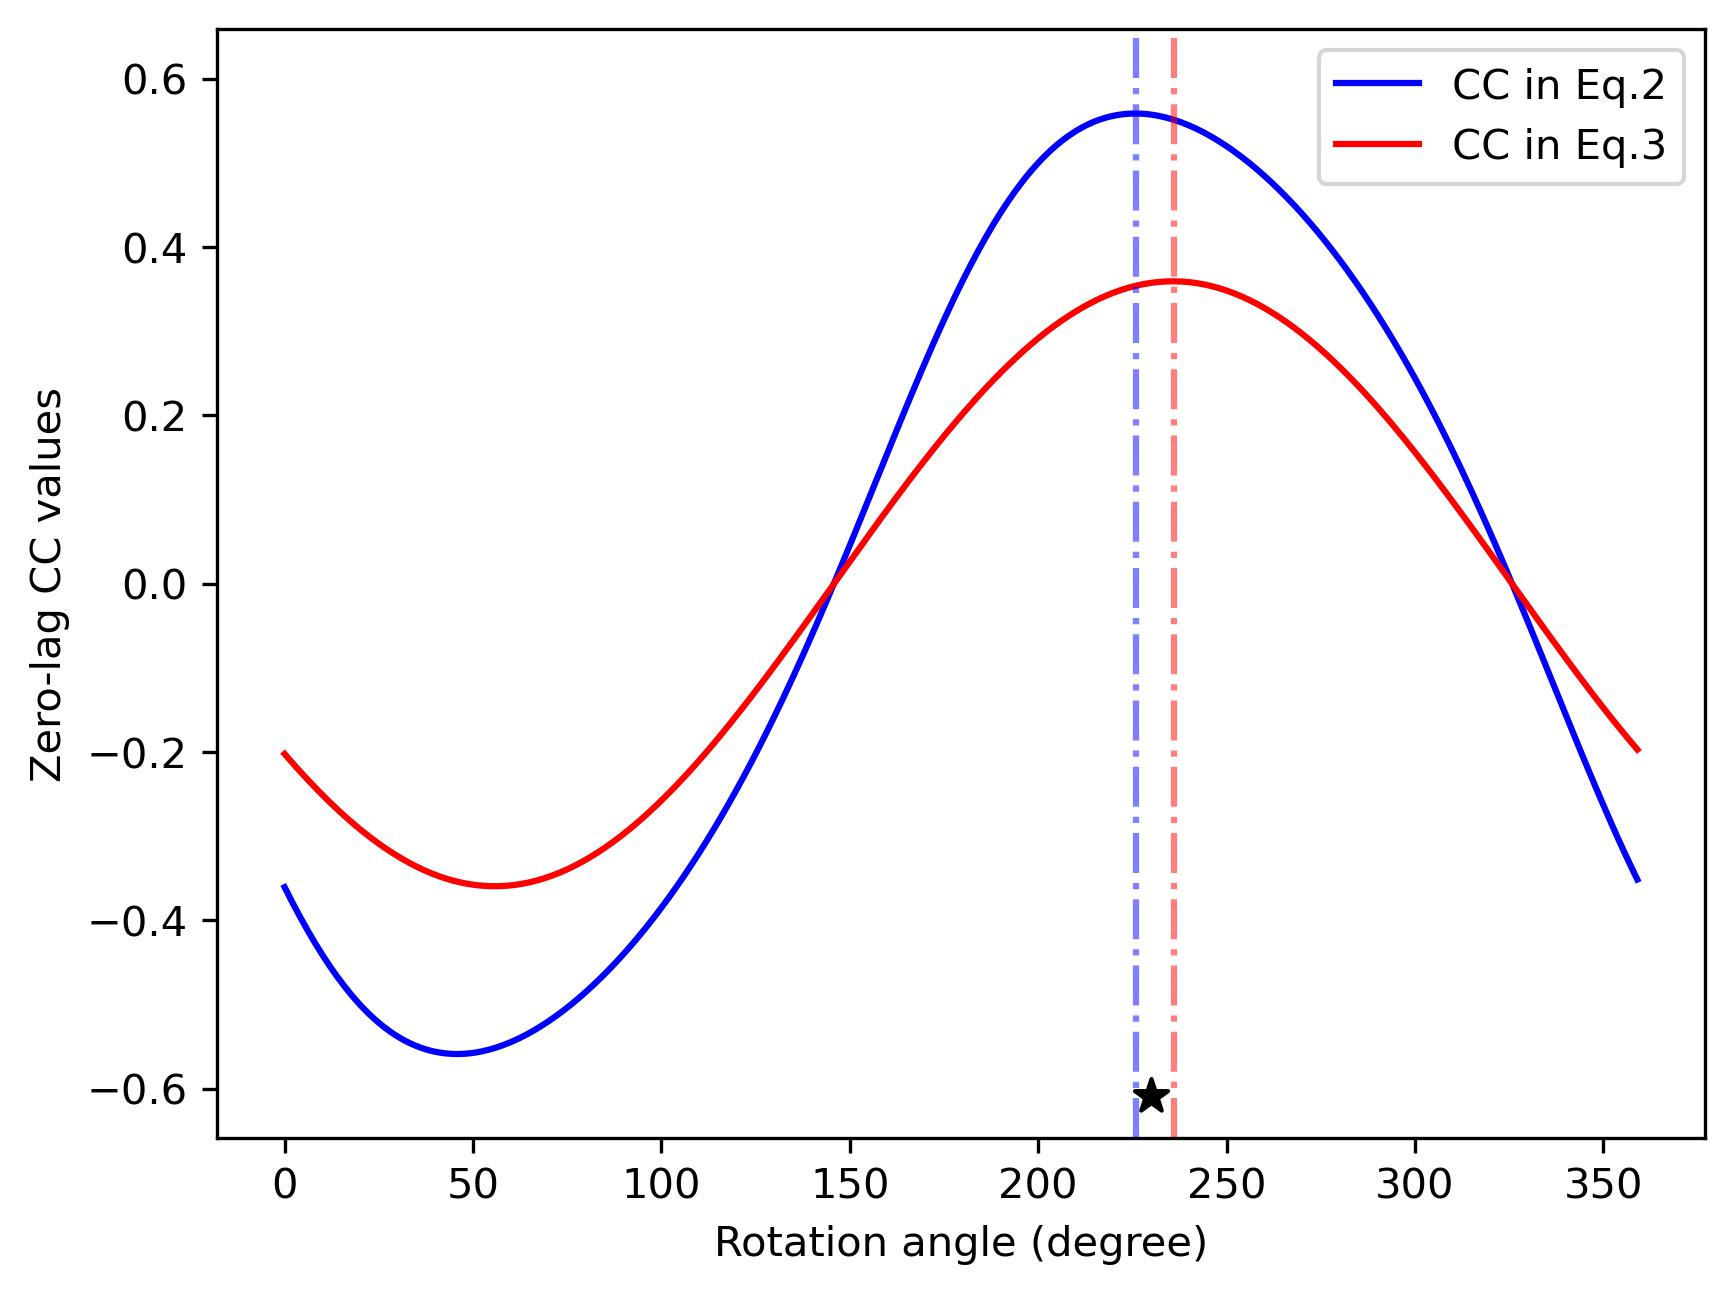 CC in Eq.2
CC in Eq.3
Zero-lag CC values
0.6
0.4
0.2
0.0
−0.2
−0.4
−0.6
0 50 100 150 200 250 300 350
Rotation angle (degree)